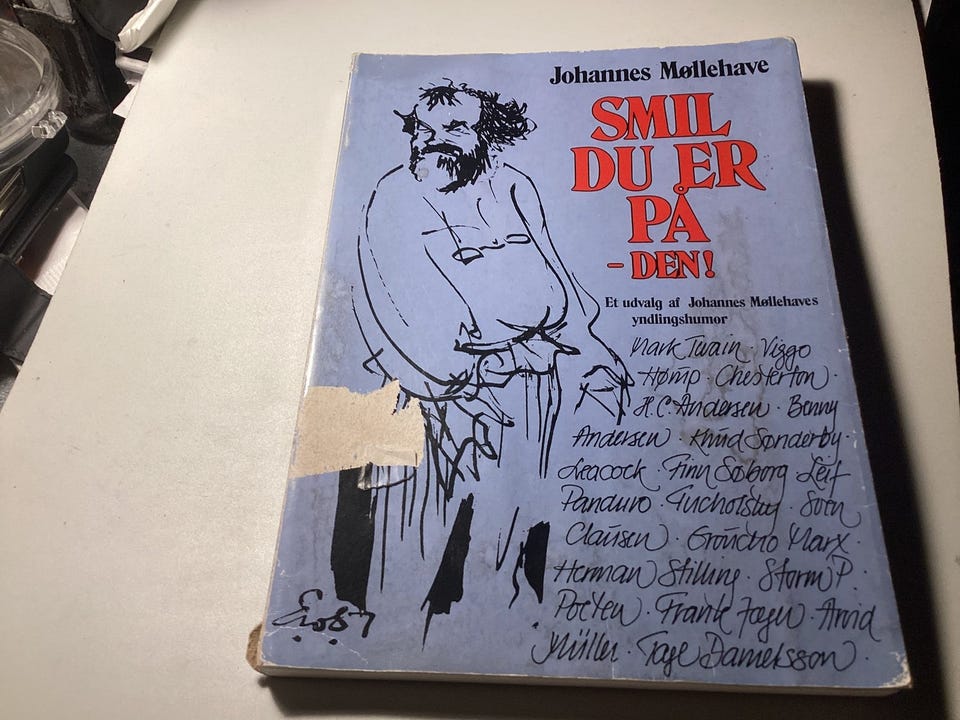 Johannes Møllehave
SMIL
DU ER
PÅ
- DEN!
Et udvalg af Johannes Møllehaves
yndlingshumor
Mark Twain · Viggo
Hømp · Chesterton ·
H.C. Andersen · Benny
Andersen · Knud Sønderby ·
Leacock · Finn Søborg Leif
Panduro · Tucholsky · Sven
Clausen · Groucho Marx ·
Herman Stilling · Storm P ·
Poeten · Frank Jæger · Arvid
Müller · Tage Danielsson ·